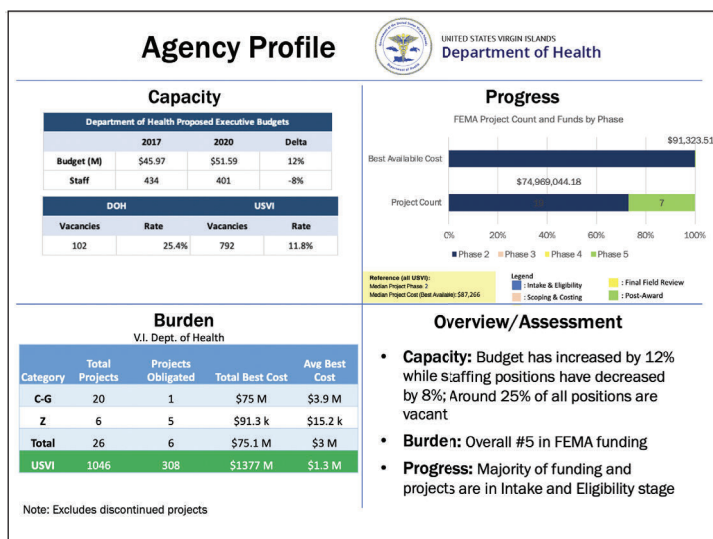 Agency Profile
UNITED STATES VIRGIN ISLANDS
Department of Health
Capacity
Department of Health Proposed Executive Budgets
2017 2020 Delta
Budget (M) $45.97 $51.59 12%
Staff 434 401 -8%
DOH USVI
Vacancies Rate Vacancies Rate
102 25.4% 792 11.8%
Progress
FEMA Project Count and Funds by Phase
$91,323.51
Best Availabile Cost
$74,969,044.18
Project Count 7
0% 20% 40% 60% 80% 100%
Phase 2 Phase 3 Phase 4 Phase 5
Reference (all USVI):
Median Project Phase: 2
Median Project Cost (Best Available): $87,266
Legend
: Intake & Eligibility
: Scoping & Costing
: Final Field Review
: Post-Award
Burden
V.I. Dept. of Health
Category Total Projects Projects Obligated Total Best Cost Avg Best Cost
C-G 20 1 $75 M $3.9 M
Z 6 5 $91.3 k $15.2 k
Total 26 6 $75.1 M $3 M
USVI 1046 308 $1377 M $1.3 M
Note: Excludes discontinued projects
Overview/Assessment
• Capacity: Budget has increased by 12%
while staffing positions have decreased
by 8%; Around 25% of all positions are
vacant
• Burden: Overall #5 in FEMA funding
• Progress: Majority of funding and
projects are in Intake and Eligibility stage